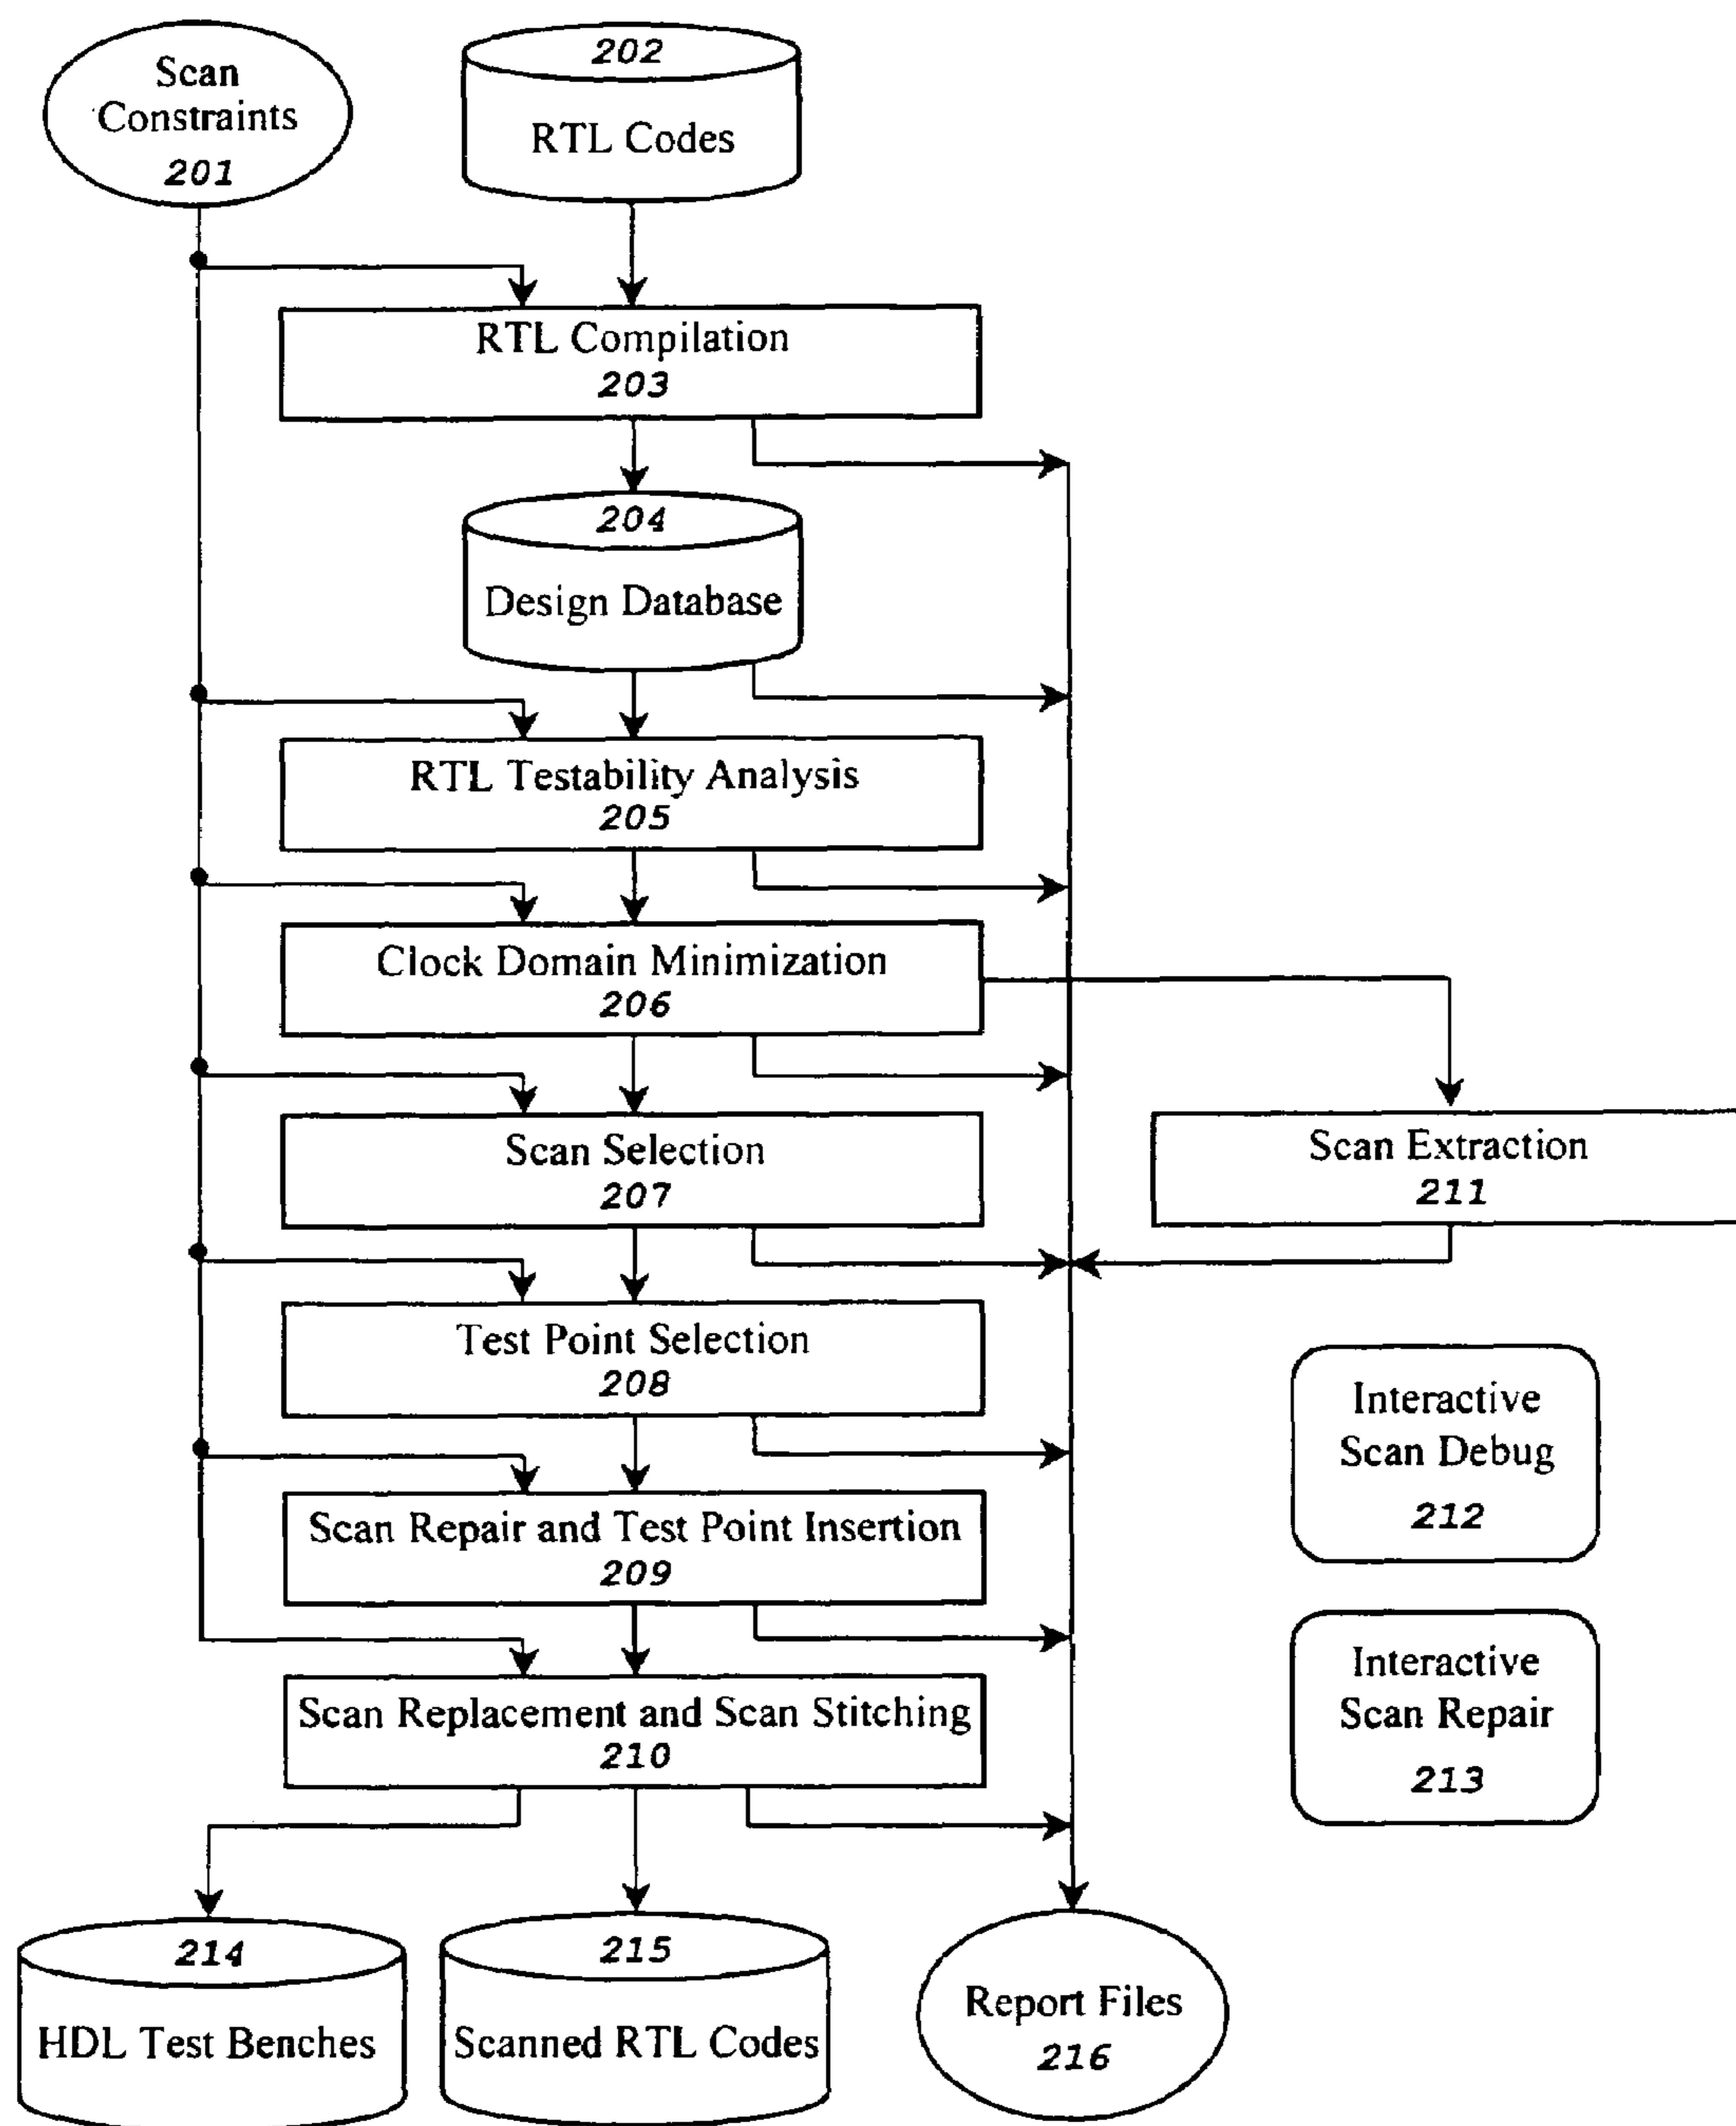 Scan
Constraints
201
202
RTL Codes
RTL Compilation
203
204
Design Database
RTL Testability Analysis
205
Clock Domain Minimization
206
Scan Selection
207
Scan Extraction
211
Test Point Selection
208
Interactive
Scan Debug
212
Scan Repair and Test Point Insertion
209
Interactive
Scan Repair
213
Scan Replacement and Scan Stitching
210
214
HDL Test Benches
215
Scanned RTL Codes
Report Files
216